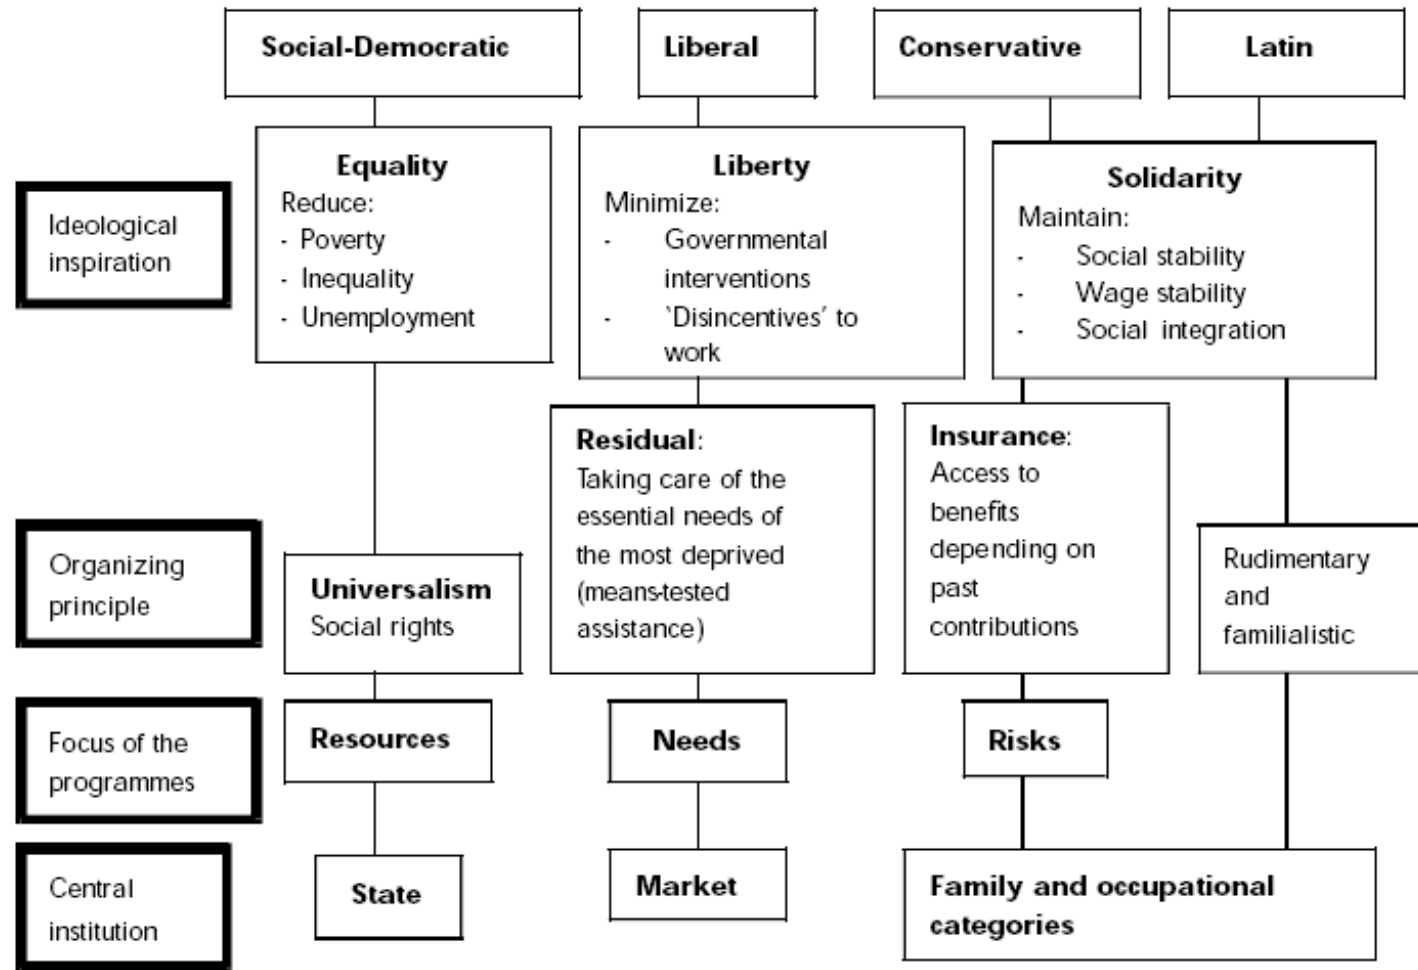 Social-Democratic
Liberal
Conservative
Latin
Ideological
inspiration
Equality
Reduce:
- Poverty
- Inequality
- Unemployment
Liberty
Minimize:
- Governmental
interventions
- ‘Disincentives’ to
work
Solidarity
Maintain:
- Social stability
- Wage stability
- Social integration
Organizing
principle
Universalism
Social rights
Residual:
Taking care of the
essential needs of
the most deprived
(means-tested
assistance)
Insurance:
Access to
benefits
depending on
past
contributions
Rudimentary
and
familialistic
Focus of the
programmes
Resources
Needs
Risks
Central
institution
State
Market
Family and occupational
categories